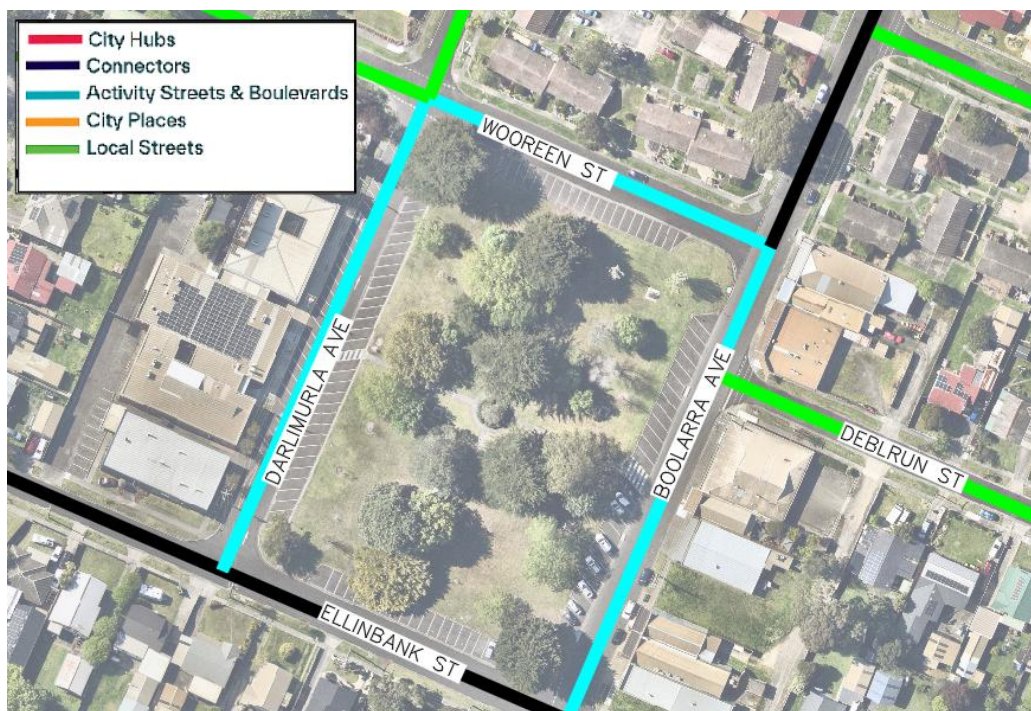 City Hubs
Connectors
Activity Streets & Boulevards
City Places
Local Streets
WOOREEN ST
DARLIMURLA AVE
BOOLARRA AVE
DEBLRUN ST
ELLINBANK ST